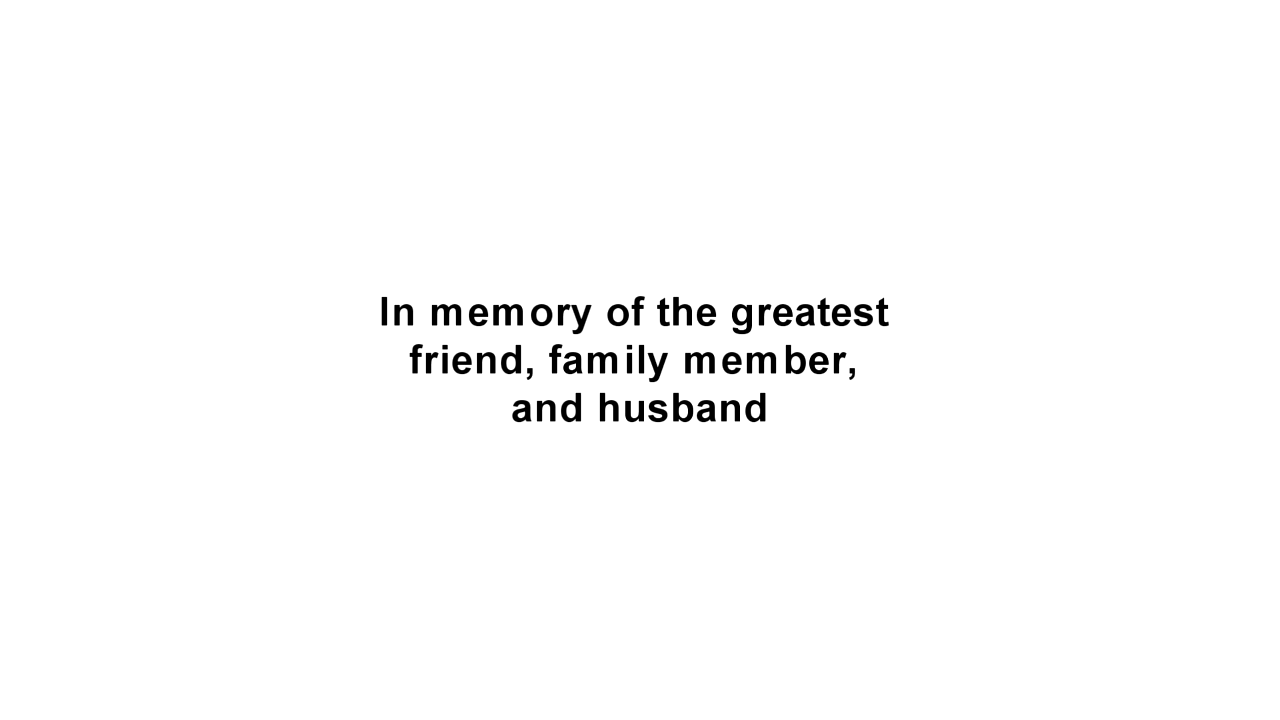 In memory of the greatest
friend, family member,
and husband